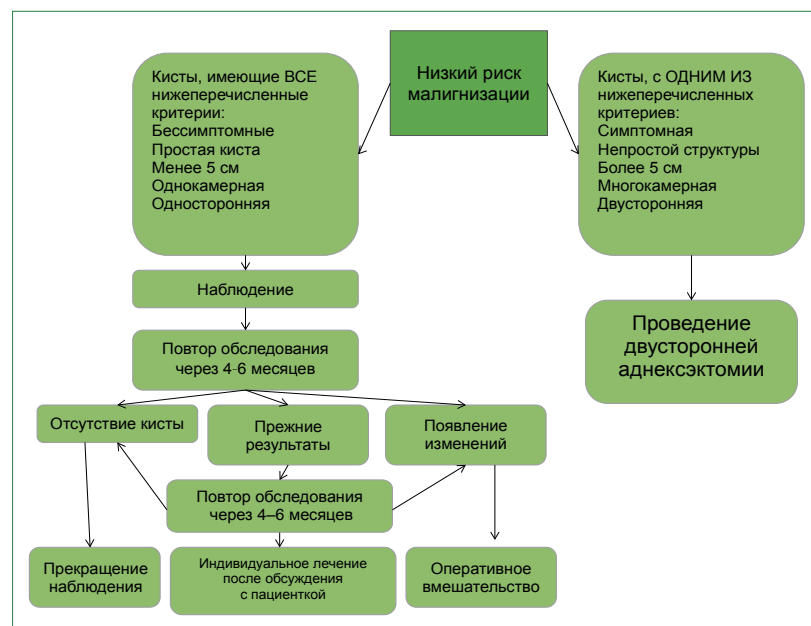 Низкий риск
малигнизации
Кисты, имеющие ВСЕ
нижеперечисленные
критерии:
Бессимптомные
Простая киста
Менее 5 см
Однокамерная
Односторонняя
Кисты, с ОДНИМ ИЗ
нижеперечисленных
критериев:
Симптомная
Непростой структуры
Более 5 см
Многокамерная
Двусторонняя
Наблюдение
Проведение
двусторонней
аднексэктомии
Повтор обследования
через 4-6 месяцев
Отсутствие кисты
Прежние
результаты
Появление
изменений
Повтор обследования
через 4–6 месяцев
Прекращение
наблюдения
Индивидуальное лечение
после обсуждения
с пациенткой
Оперативное
вмешательство